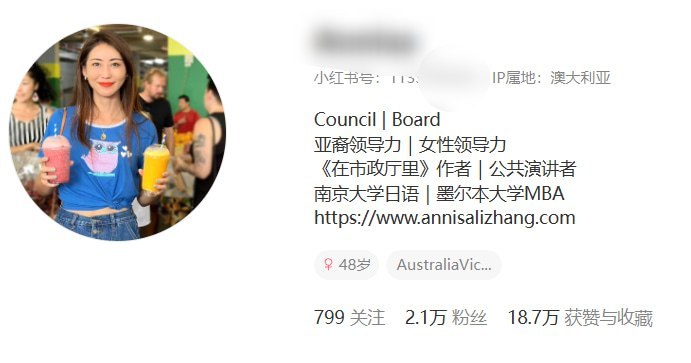 小红书号：
IP属地：澳大利亚
Council | Board
亚裔领导力 | 女性领导力
《在市政厅里》作者 | 公共演讲者
南京大学日语 | 墨尔本大学MBA
https://www.annisalizhang.com
♀ 48岁 AustraliaVic...
799 关注 2.1万 粉丝 18.7万 获赞与收藏